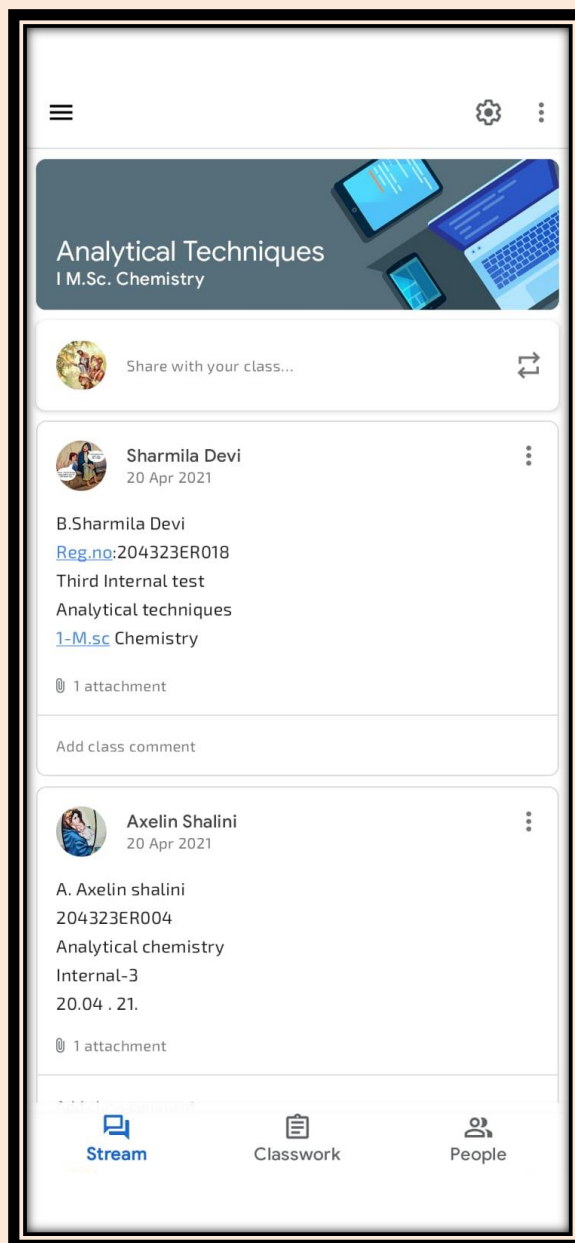 Analytical Techniques
I M.Sc. Chemistry
Share with your class...
Sharmila Devi
20 Apr 2021
B.Sharmila Devi
Reg.no:204323ER018
Third Internal test
Analytical techniques
1-M.sc Chemistry
1 attachment
Add class comment
Axelin Shalini
20 Apr 2021
A. Axelin shalini
204323ER004
Analytical chemistry
Internal-3
20.04 . 21.
1 attachment
Stream
Classwork
People